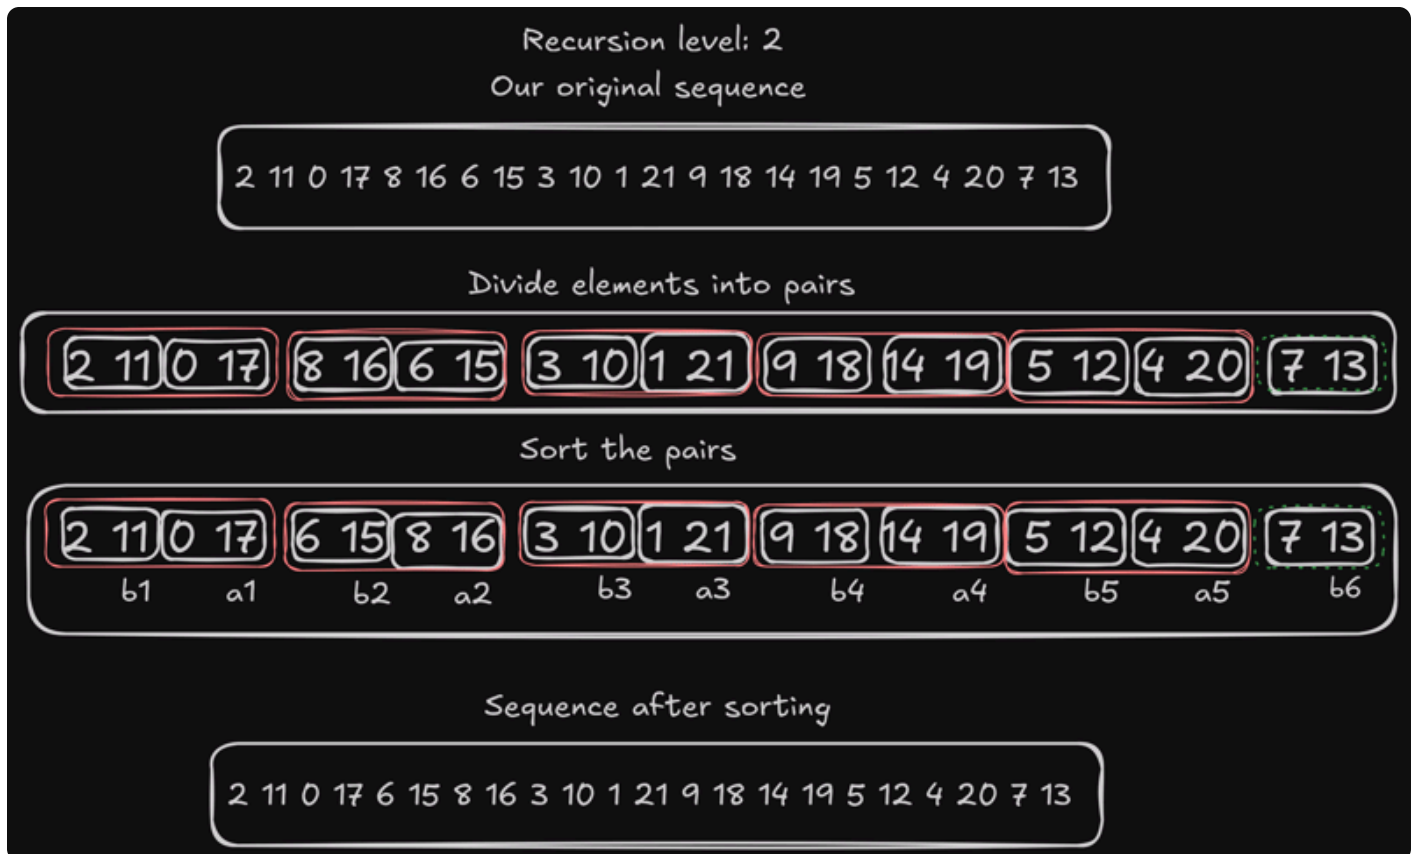 Recursion level: 2
Our original sequence
2 11 0 17 8 16 6 15 3 10 1 21 9 18 14 19 5 12 4 20 7 13
Divide elements into pairs
2 11 0 17 8 16 6 15 3 10 1 21 9 18 14 19 5 12 4 20 7 13
Sort the pairs
2 11 0 17 6 15 8 16 3 10 1 21 9 18 14 19 5 12 4 20 7 13
b1 a1 b2 a2 b3 a3 b4 a4 b5 a5 b6
Sequence after sorting
2 11 0 17 6 15 8 16 3 10 1 21 9 18 14 19 5 12 4 20 7 13